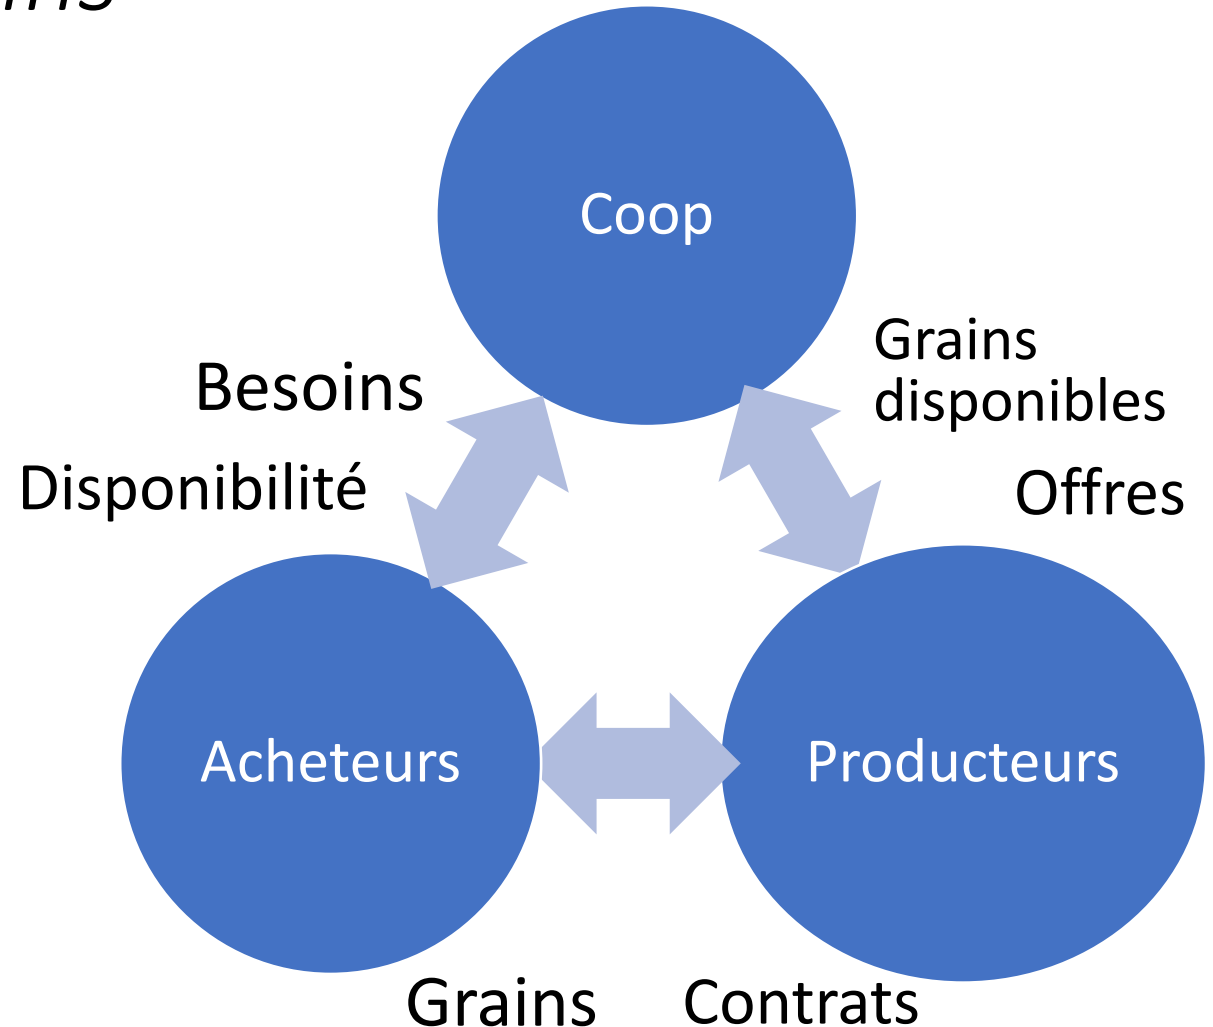 Coop
Grains
disponibles
Besoins
Disponibilité
Offres
Acheteurs
Producteurs
Grains
Contrats